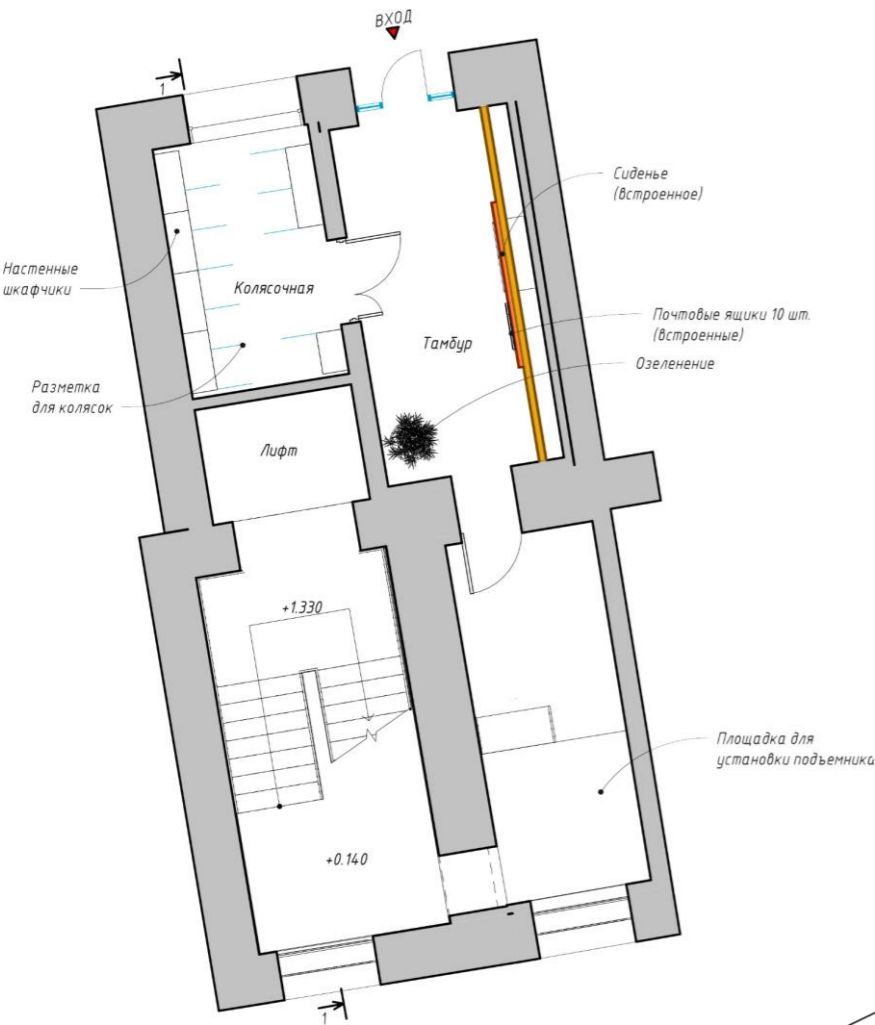 ВХОД
1
Сиденье
(встроенное)
Настенные
шкафчики
Колясочная
Почтовые ящики 10 шт.
(встроенные)
Тамбур
Озеленение
Разметка
для колясок
Лифт
+1.330
Площадка для
установки подъемника
+0.140
1